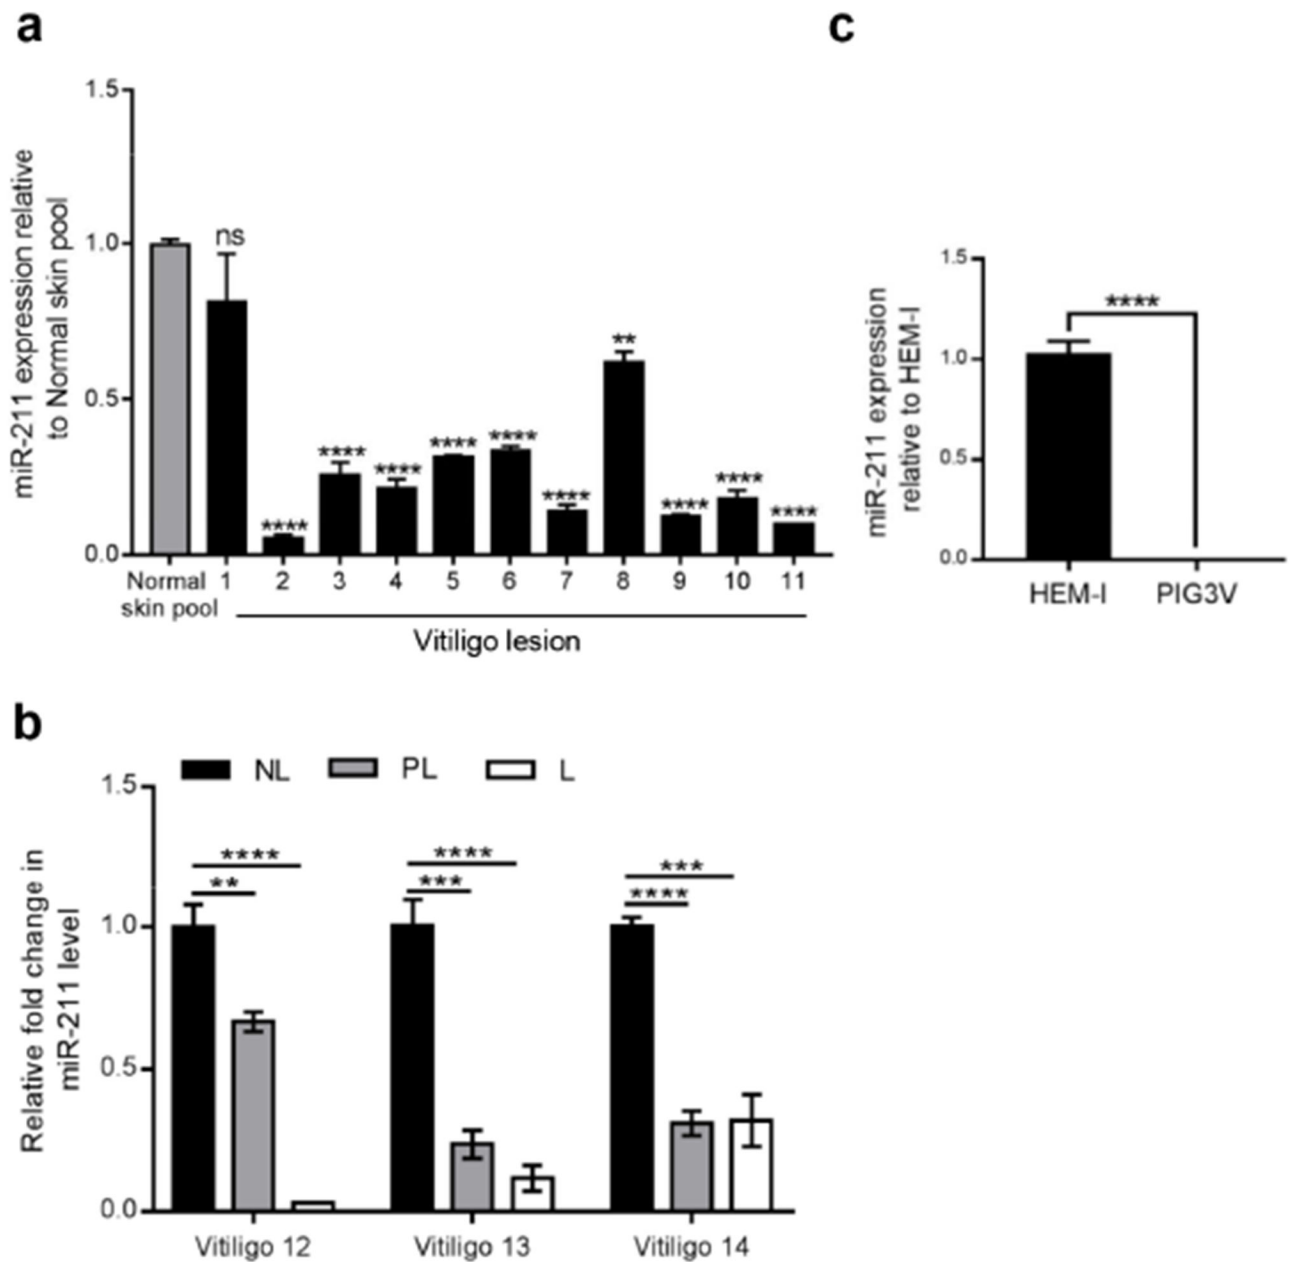 a
miR-211 expression relative
to Normal skin pool
1.5
1.0
0.5
0.0
ns
****
****
****
****
****
****
**
****
****
****
Normal 1 2 3 4 5 6 7 8 9 10 11
skin pool
Vitiligo lesion
c
miR-211 expression
relative to HEM-I
1.5
1.0
0.5
0.0
****
HEM-I PIG3V
b
NL PL L
Relative fold change in
miR-211 level
1.5
1.0
0.5
0.0
****
**
****
***
***
****
Vitiligo 12 Vitiligo 13 Vitiligo 14